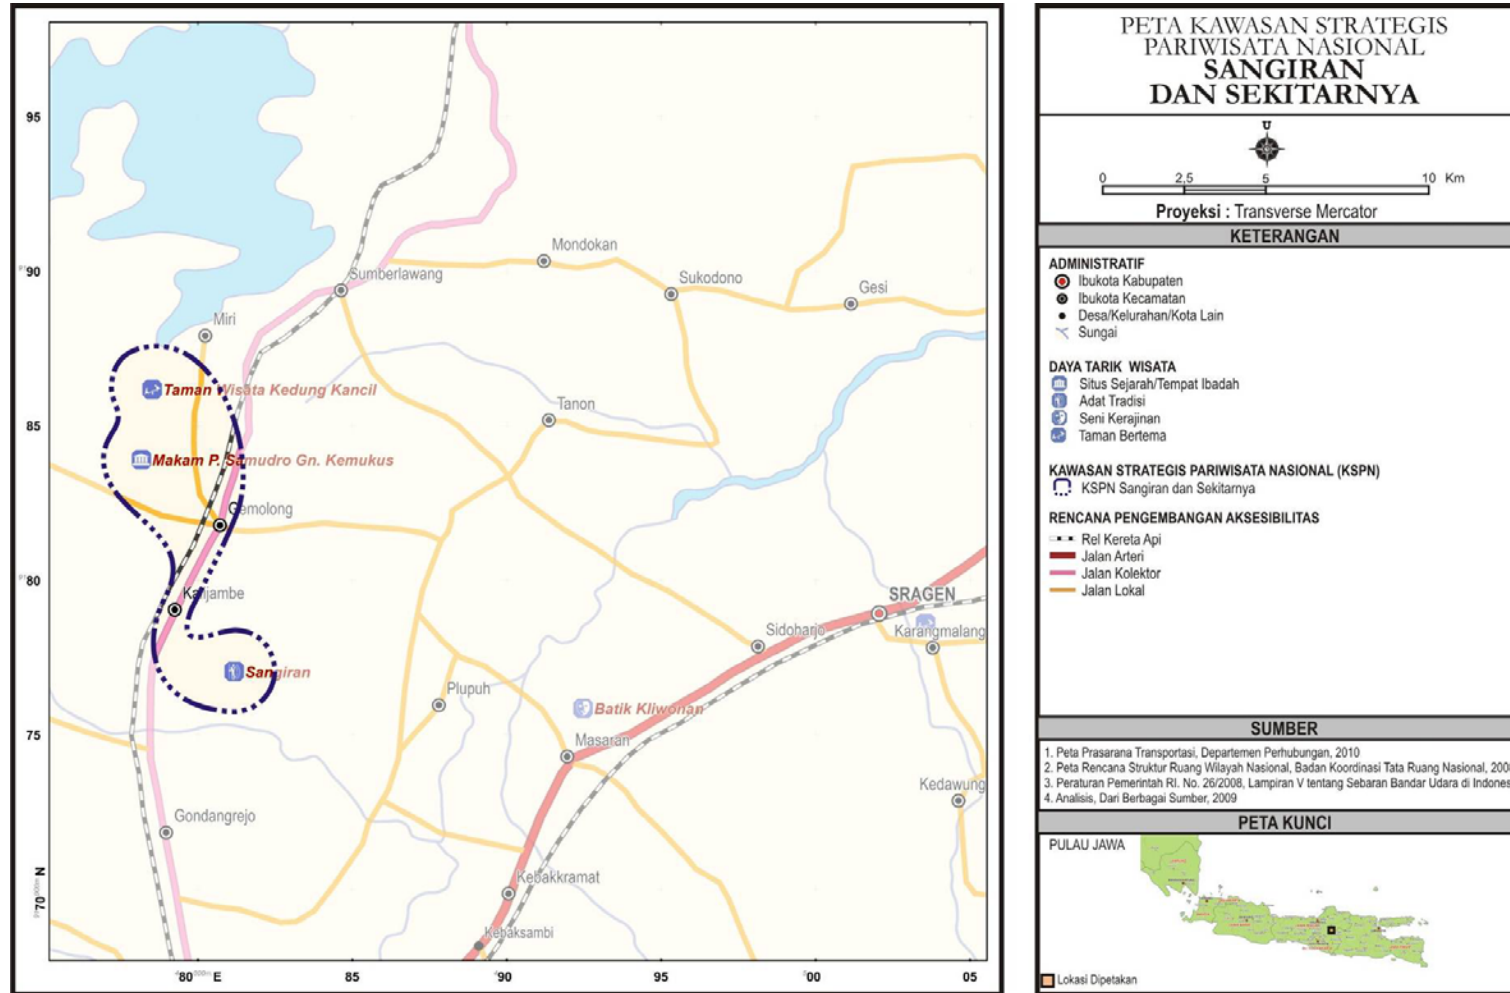 PETA KAWASAN STRATEGIS
PARIWISATA NASIONAL
SANGIRAN
DAN SEKITARNYA
U
0 2,5 5 10 Km
Proyeksi : Transverse Mercator
KETERANGAN
ADMINISTRATIF
Ibukota Kabupaten
Ibukota Kecamatan
Desa/Kelurahan/Kota Lain
Sungai
DAYA TARIK WISATA
Situs Sejarah/Tempat Ibadah
Adat Tradisi
Seni Kerajinan
Taman Bertema
KAWASAN STRATEGIS PARIWISATA NASIONAL (KSPN)
KSPN Sangiran dan Sekitarnya
RENCANA PENGEMBANGAN AKSESIBILITAS
Rel Kereta Api
Jalan Arteri
Jalan Kolektor
Jalan Lokal
SUMBER
1. Peta Prasarana Transportasi, Departemen Perhubungan, 2010
2. Peta Rencana Struktur Ruang Wilayah Nasional, Badan Koordinasi Tata Ruang Nasional, 200
3. Peraturan Pemerintah RI. No. 26/2008, Lampiran V tentang Sebaran Bandar Udara di Indones
4. Analisis, Dari Berbagai Sumber, 2009
PETA KUNCI
PULAU JAWA
Lokasi Dipetakan
95
90
85
80
75
70
N
80 E
85
90
95
00
05
Mondokan
Sumberlawang
Sukodono
Gesi
Miri
Taman Wisata Kedung Kancil
Tanon
Makam P. Samudro Gn. Kemukus
Gemolong
Kalijambe
SRAGEN
Sidoharjo
Karangmalang
Sangiran
Plupuh
Batik Kliwonan
Masaran
Kedawung
Gondangrejo
Kebakkramat
Kebaksambi